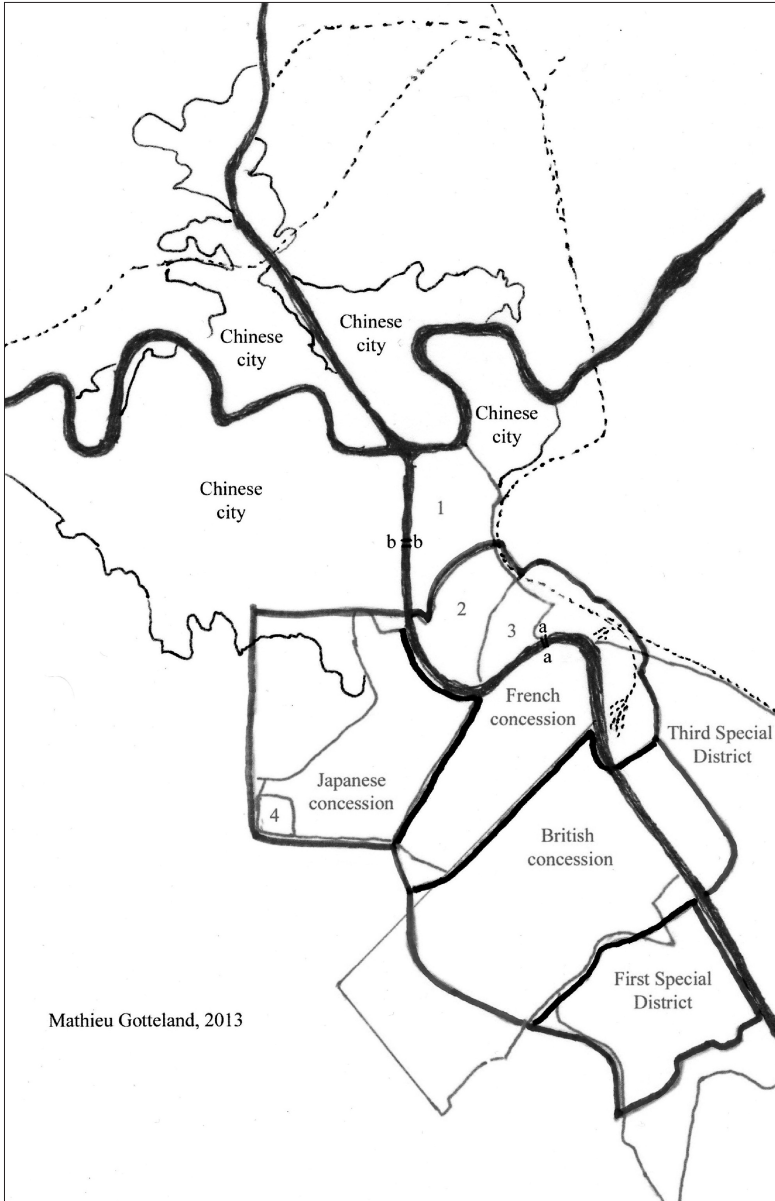 Chinese
city
Chinese
city
Chinese
city
Chinese
city
1
b b
2
3
a
a
French
concession
Third Special
District
Japanese
concession
4
British
concession
First Special
District
Mathieu Gotteland, 2013